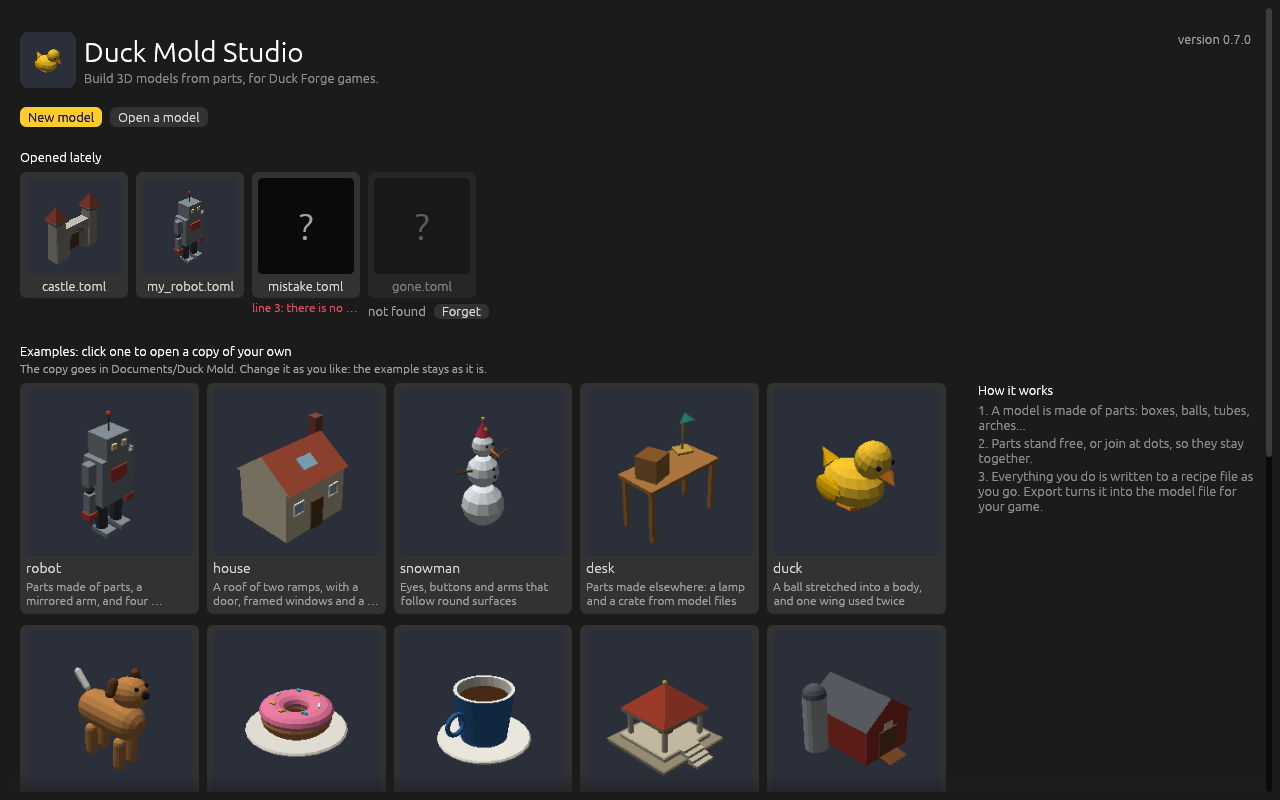 Duck Mold Studio
version 0.7.0
Build 3D models from parts, for Duck Forge games.
New model
Open a model
Opened lately
?
?
castle.toml
my_robot.toml
mistake.toml
gone.toml
line 3: there is no …
not found
Forget
Examples: click one to open a copy of your own
The copy goes in Documents/Duck Mold. Change it as you like: the example stays as it is.
robot
Parts made of parts, a
mirrored arm, and four …
house
A roof of two ramps, with a
door, framed windows and a …
snowman
Eyes, buttons and arms that
follow round surfaces
desk
Parts made elsewhere: a lamp
and a crate from model files
duck
A ball stretched into a body,
and one wing used twice
How it works
1. A model is made of parts: boxes, balls, tubes,
arches...
2. Parts stand free, or join at dots, so they stay
together.
3. Everything you do is written to a recipe file as
you go. Export turns it into the model file for
your game.